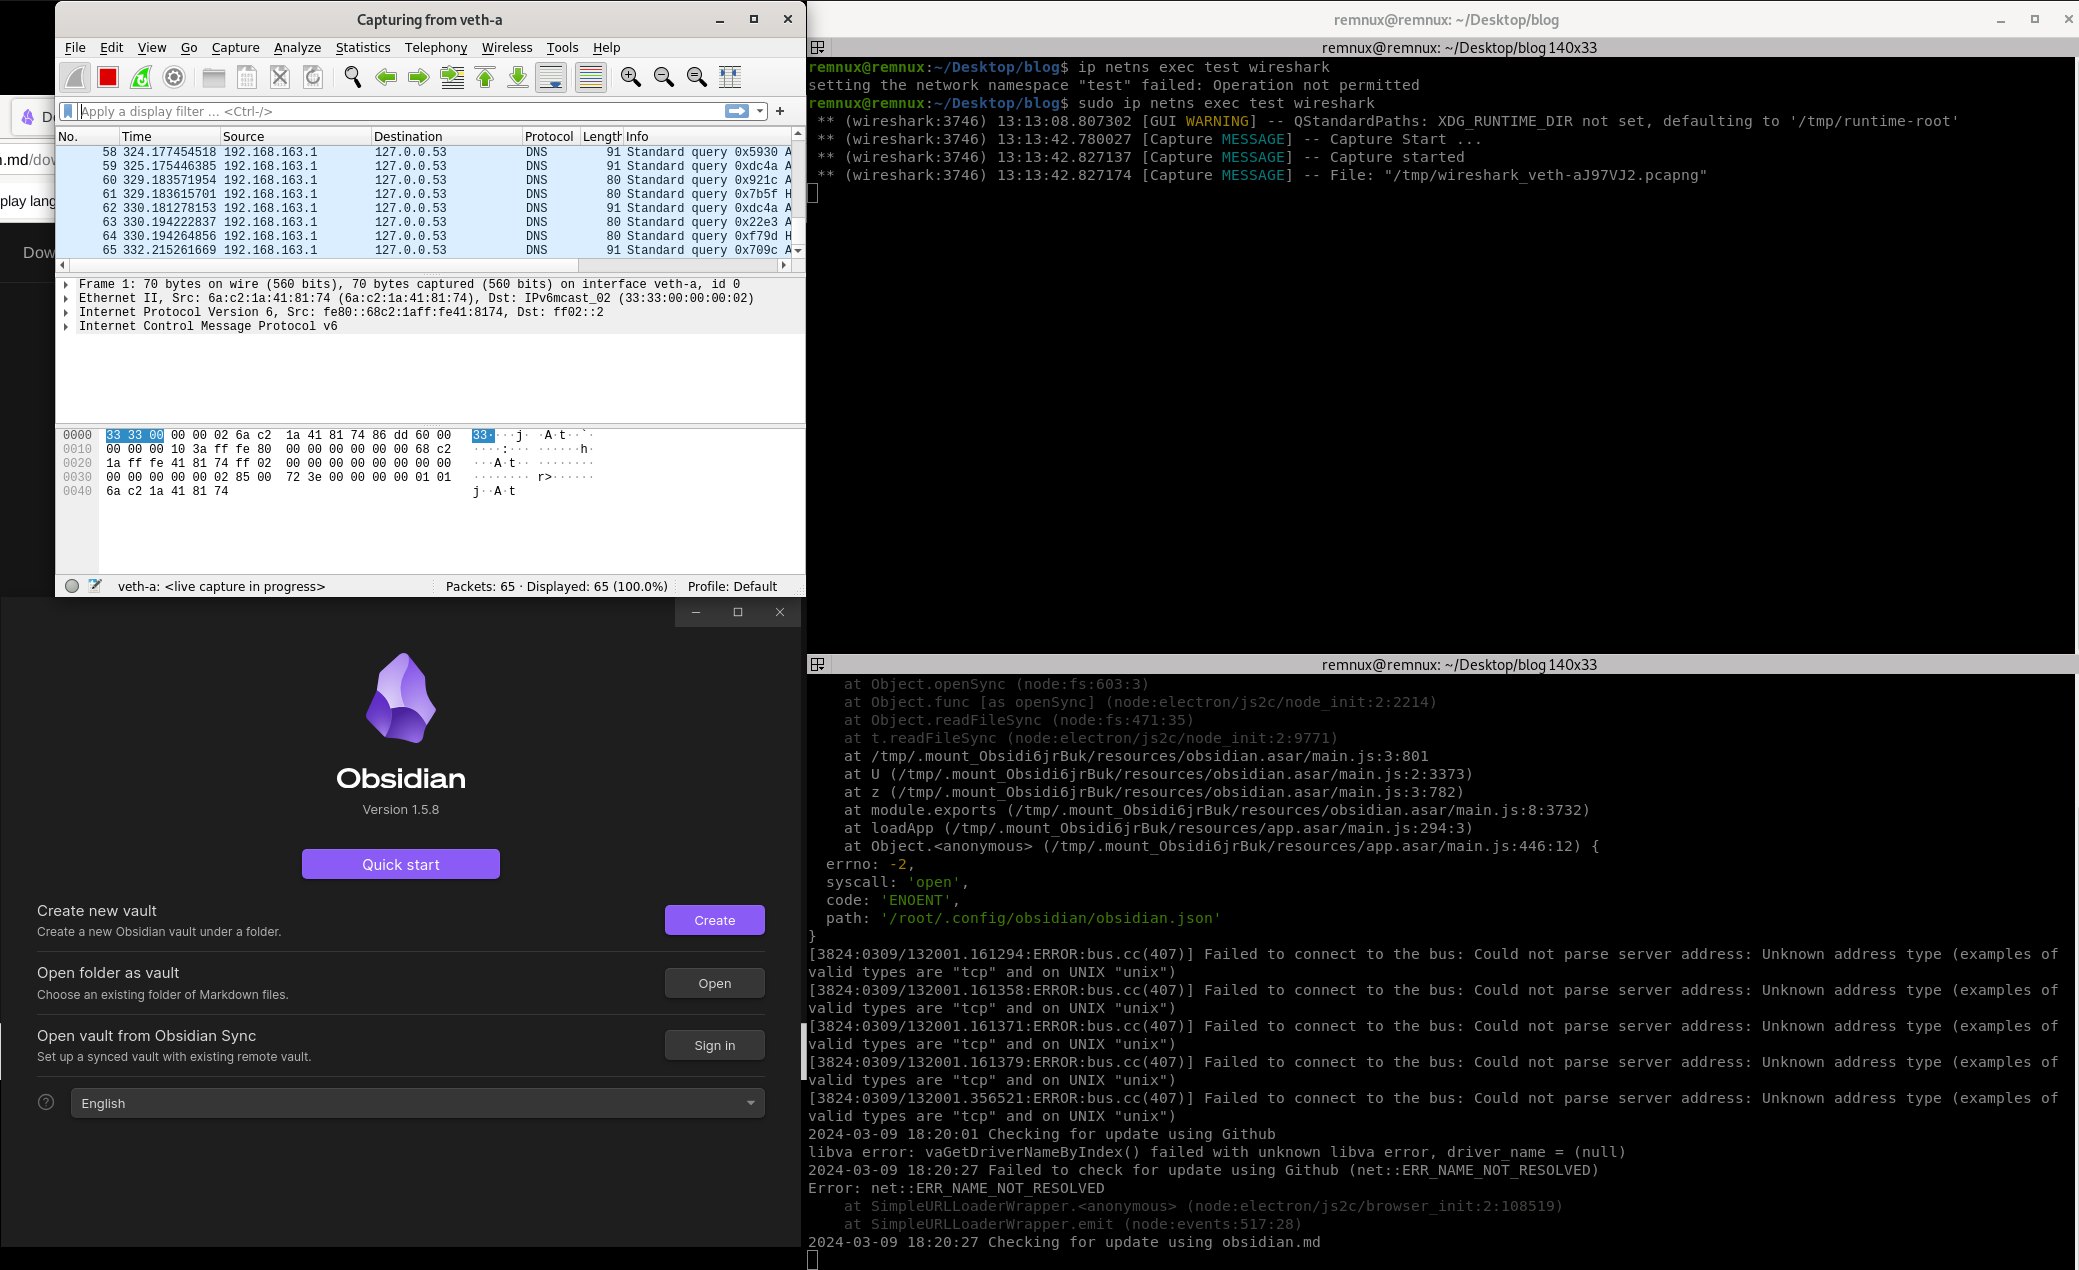 Capturing from veth-a
File Edit View Go Capture Analyze Statistics Telephony Wireless Tools Help
Apply a display filter ... <Ctrl-/>
No. Time Source Destination Protocol Length Info
58 324.177454518 192.168.163.1 127.0.0.53 DNS 91 Standard query 0x5930 A
59 325.175446385 192.168.163.1 127.0.0.53 DNS 91 Standard query 0xdc4a A
60 329.183571954 192.168.163.1 127.0.0.53 DNS 80 Standard query 0x921c A
61 329.183615701 192.168.163.1 127.0.0.53 DNS 80 Standard query 0x7b5f H
62 330.181278153 192.168.163.1 127.0.0.53 DNS 91 Standard query 0xdc4a A
63 330.194222837 192.168.163.1 127.0.0.53 DNS 80 Standard query 0x22e3 A
64 330.194264856 192.168.163.1 127.0.0.53 DNS 80 Standard query 0xf79d H
65 332.215261669 192.168.163.1 127.0.0.53 DNS 91 Standard query 0x709c A
Frame 1: 70 bytes on wire (560 bits), 70 bytes captured (560 bits) on interface veth-a, id 0
Ethernet II, Src: 6a:c2:1a:41:81:74 (6a:c2:1a:41:81:74), Dst: IPv6mcast_02 (33:33:00:00:00:02)
Internet Protocol Version 6, Src: fe80::68c2:1aff:fe41:8174, Dst: ff02::2
Internet Control Message Protocol v6
0000 33 33 00 00 00 02 6a c2 1a 41 81 74 86 dd 60 00 33····j· ·A·t··`·
0010 00 00 00 10 3a ff fe 80 00 00 00 00 00 00 68 c2 ····:··· ······h·
0020 1a ff fe 41 81 74 ff 02 00 00 00 00 00 00 00 00 ···A·t·· ········
0030 00 00 00 00 00 02 85 00 72 3e 00 00 00 00 01 01 ········ r>······
0040 6a c2 1a 41 81 74 j··A·t
veth-a: <live capture in progress> Packets: 65 · Displayed: 65 (100.0%) Profile: Default
D
.md/dov
play lang
Dow
Obsidian
Version 1.5.8
Quick start
Create new vault
Create a new Obsidian vault under a folder.
Create
Open folder as vault
Choose an existing folder of Markdown files.
Open
Open vault from Obsidian Sync
Set up a synced vault with existing remote vault.
Sign in
English
remnux@remnux: ~/Desktop/blog
remnux@remnux: ~/Desktop/blog 140x33
remnux@remnux:~/Desktop/blog$ ip netns exec test wireshark
setting the network namespace "test" failed: Operation not permitted
remnux@remnux:~/Desktop/blog$ sudo ip netns exec test wireshark
** (wireshark:3746) 13:13:08.807302 [GUI WARNING] -- QStandardPaths: XDG_RUNTIME_DIR not set, defaulting to '/tmp/runtime-root'
** (wireshark:3746) 13:13:42.780027 [Capture MESSAGE] -- Capture Start ...
** (wireshark:3746) 13:13:42.827137 [Capture MESSAGE] -- Capture started
** (wireshark:3746) 13:13:42.827174 [Capture MESSAGE] -- File: "/tmp/wireshark_veth-aJ97VJ2.pcapng"
remnux@remnux: ~/Desktop/blog 140x33
at Object.openSync (node:fs:603:3)
at Object.func [as openSync] (node:electron/js2c/node_init:2:2214)
at Object.readFileSync (node:fs:471:35)
at t.readFileSync (node:electron/js2c/node_init:2:9771)
at /tmp/.mount_Obsidi6jrBuk/resources/obsidian.asar/main.js:3:801
at U (/tmp/.mount_Obsidi6jrBuk/resources/obsidian.asar/main.js:2:3373)
at z (/tmp/.mount_Obsidi6jrBuk/resources/obsidian.asar/main.js:3:782)
at module.exports (/tmp/.mount_Obsidi6jrBuk/resources/obsidian.asar/main.js:8:3732)
at loadApp (/tmp/.mount_Obsidi6jrBuk/resources/app.asar/main.js:294:3)
at Object.<anonymous> (/tmp/.mount_Obsidi6jrBuk/resources/app.asar/main.js:446:12) {
errno: -2,
syscall: 'open',
code: 'ENOENT',
path: '/root/.config/obsidian/obsidian.json'
}
[3824:0309/132001.161294:ERROR:bus.cc(407)] Failed to connect to the bus: Could not parse server address: Unknown address type (examples of
valid types are "tcp" and on UNIX "unix")
[3824:0309/132001.161358:ERROR:bus.cc(407)] Failed to connect to the bus: Could not parse server address: Unknown address type (examples of
valid types are "tcp" and on UNIX "unix")
[3824:0309/132001.161371:ERROR:bus.cc(407)] Failed to connect to the bus: Could not parse server address: Unknown address type (examples of
valid types are "tcp" and on UNIX "unix")
[3824:0309/132001.161379:ERROR:bus.cc(407)] Failed to connect to the bus: Could not parse server address: Unknown address type (examples of
valid types are "tcp" and on UNIX "unix")
[3824:0309/132001.356521:ERROR:bus.cc(407)] Failed to connect to the bus: Could not parse server address: Unknown address type (examples of
valid types are "tcp" and on UNIX "unix")
2024-03-09 18:20:01 Checking for update using Github
libva error: vaGetDriverNameByIndex() failed with unknown libva error, driver_name = (null)
2024-03-09 18:20:27 Failed to check for update using Github (net::ERR_NAME_NOT_RESOLVED)
Error: net::ERR_NAME_NOT_RESOLVED
at SimpleURLLoaderWrapper.<anonymous> (node:electron/js2c/browser_init:2:108519)
at SimpleURLLoaderWrapper.emit (node:events:517:28)
2024-03-09 18:20:27 Checking for update using obsidian.md